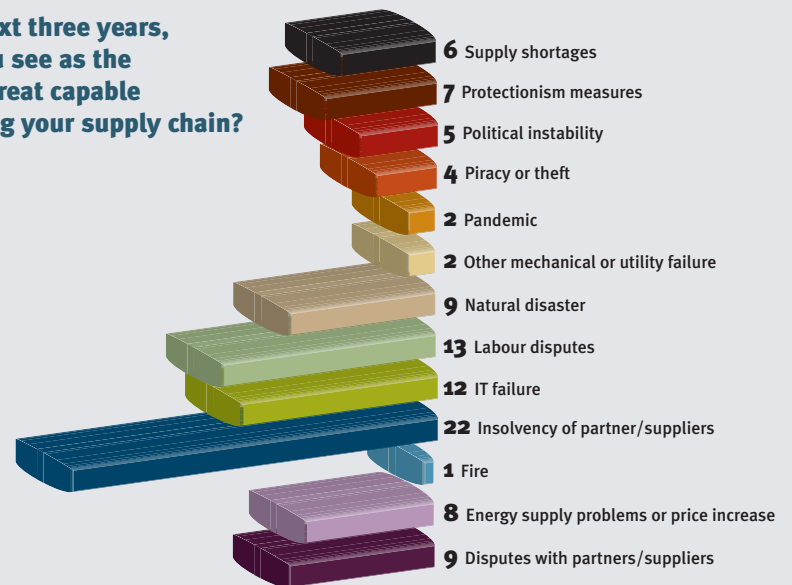 xt three years,
u see as the
reat capable
g your supply chain?
6 Supply shortages
7 Protectionism measures
5 Political instability
4 Piracy or theft
2 Pandemic
2 Other mechanical or utility failure
9 Natural disaster
13 Labour disputes
12 IT failure
22 Insolvency of partner/suppliers
1 Fire
8 Energy supply problems or price increase
9 Disputes with partners/suppliers